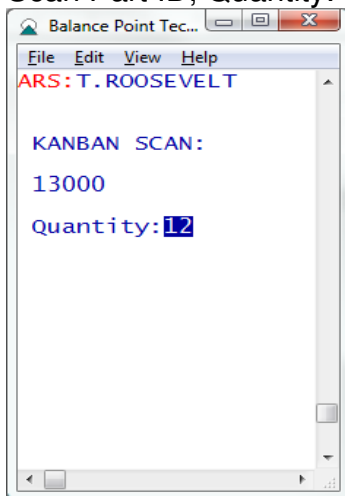 Scan Part ID, Quantity.
Balance Point Tec...
File Edit View Help
ARS:T.ROOSEVELT
KANBAN SCAN:
13000
Quantity:12